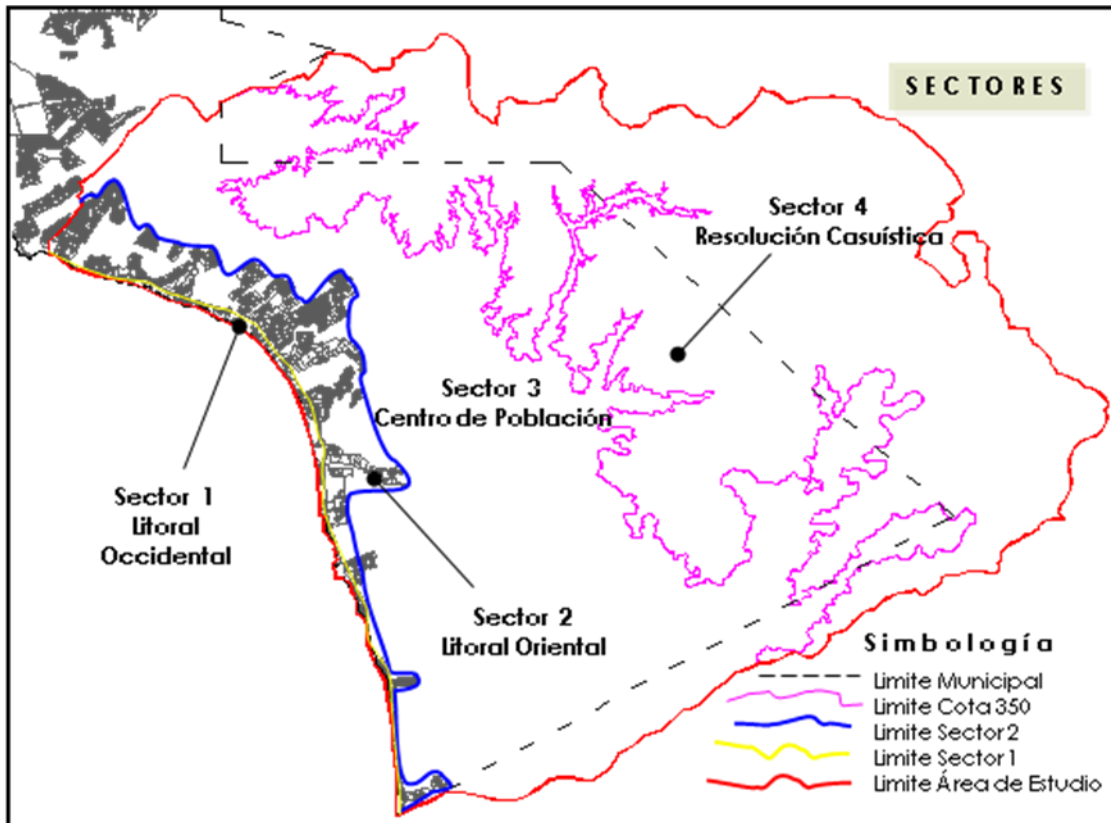 SECTORES
Sector 4
Resolución Casuística
Sector 3
Centro de Población
Sector 1
Litoral
Occidental
Sector 2
Litoral Oriental
Simbología
Limite Municipal
Limite Cota 350
Limite Sector 2
Limite Sector 1
Limite Área de Estudio